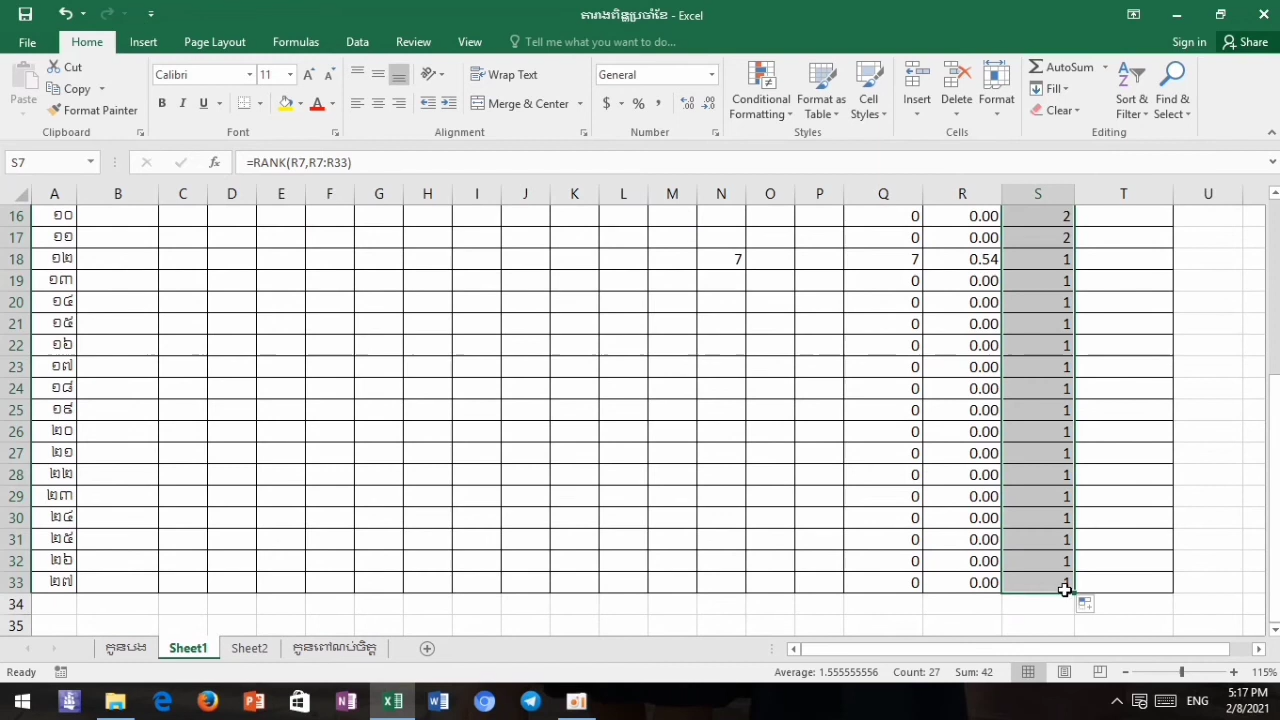 តារាងពិន្ទុប្រចាំខែ - Excel
File Home Insert Page Layout Formulas Data Review View Tell me what you want to do... Sign in Share
Paste Cut Copy Format Painter Clipboard
Calibri 11 A A B I U A Font
Wrap Text Merge & Center Alignment
General $ % , Number
Conditional Formatting Format as Table Cell Styles Styles
Insert Delete Format Cells
AutoSum Fill Clear Sort & Filter Find & Select Editing
S7 fx =RANK(R7,R7:R33)
A B C D E F G H I J K L M N O P Q R S T U
16 ១០ 0 0.00 2
17 ១១ 0 0.00 2
18 ១២ 7 7 0.54 1
19 ១៣ 0 0.00 1
20 ១៤ 0 0.00 1
21 ១៥ 0 0.00 1
22 ១៦ 0 0.00 1
23 ១៧ 0 0.00 1
24 ១៨ 0 0.00 1
25 ១៩ 0 0.00 1
26 ២០ 0 0.00 1
27 ២១ 0 0.00 1
28 ២២ 0 0.00 1
29 ២៣ 0 0.00 1
30 ២៤ 0 0.00 1
31 ២៥ 0 0.00 1
32 ២៦ 0 0.00 1
33 ២៧ 0 0.00 1
34
35
កូនបង Sheet1 Sheet2 កូនពៅណប់ចិត្ត
Ready Average: 1.555555556 Count: 27 Sum: 42 115%
ENG 5:17 PM
2/8/2021